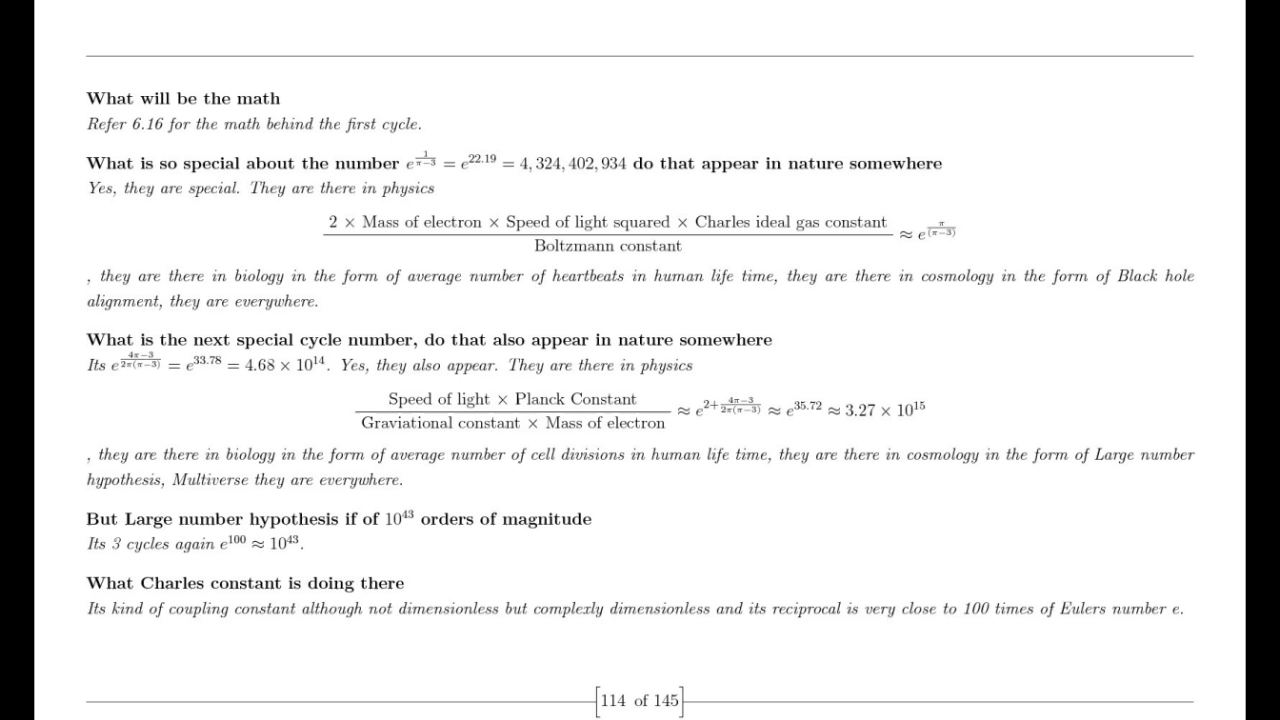 What will be the math
Refer 6.16 for the math behind the first cycle.
What is so special about the number e^{\frac{1}{π−3}} = e^{22.19} = 4, 324, 402, 934 do that appear in nature somewhere
Yes, they are special. They are there in physics
2 × Mass of electron × Speed of light squared × Charles ideal gas constant
Boltzmann constant
≈ e^{\frac{π}{(π−3)}}
, they are there in biology in the form of average number of heartbeats in human life time, they are there in cosmology in the form of Black hole
alignment, they are everywhere.
What is the next special cycle number, do that also appear in nature somewhere
Its e^{\frac{4π−3}{2π(π−3)}} = e^{33.78} = 4.68 × 10^{14}. Yes, they also appear. They are there in physics
Speed of light × Planck Constant
Graviational constant × Mass of electron
≈ e^{2+\frac{4π−3}{2π(π−3)}} ≈ e^{35.72} ≈ 3.27 × 10^{15}
, they are there in biology in the form of average number of cell divisions in human life time, they are there in cosmology in the form of Large number
hypothesis, Multiverse they are everywhere.
But Large number hypothesis if of 10^{43} orders of magnitude
Its 3 cycles again e^{100} ≈ 10^{43}.
What Charles constant is doing there
Its kind of coupling constant although not dimensionless but complexly dimensionless and its reciprocal is very close to 100 times of Eulers number e.
[114 of 145]